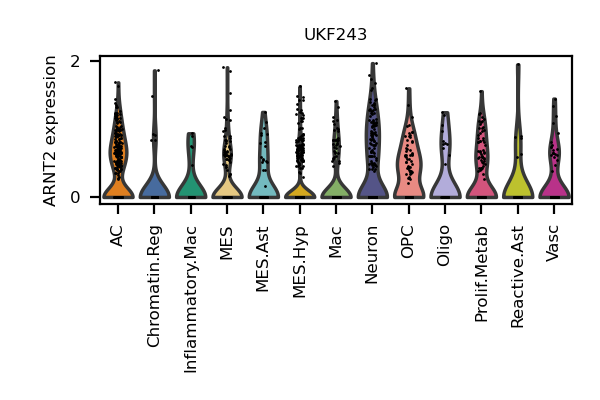 UKF243
ARNT2 expression
2
0
AC
Chromatin.Reg
Inflammatory.Mac
MES
MES.Ast
MES.Hyp
Mac
Neuron
OPC
Oligo
Prolif.Metab
Reactive.Ast
Vasc